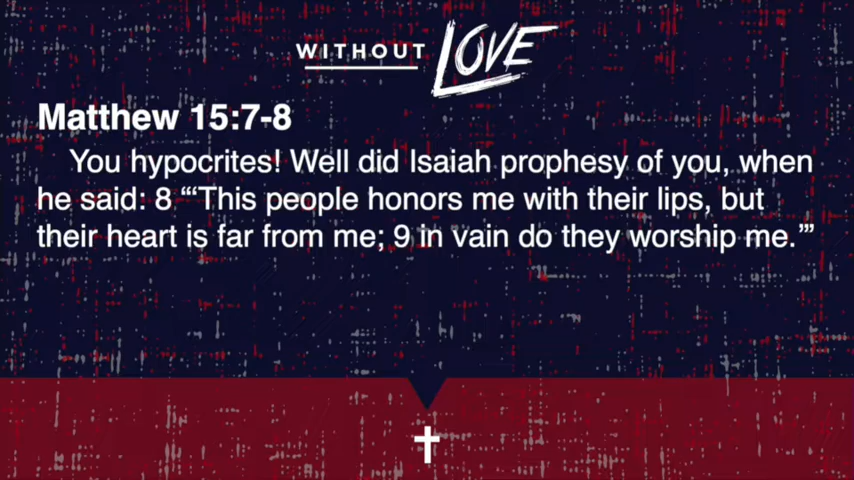 WITHOUT LOVE
Matthew 15:7-8
You hypocrites! Well did Isaiah prophesy of you, when
he said: 8 “‘This people honors me with their lips, but
their heart is far from me; 9 in vain do they worship me.’”